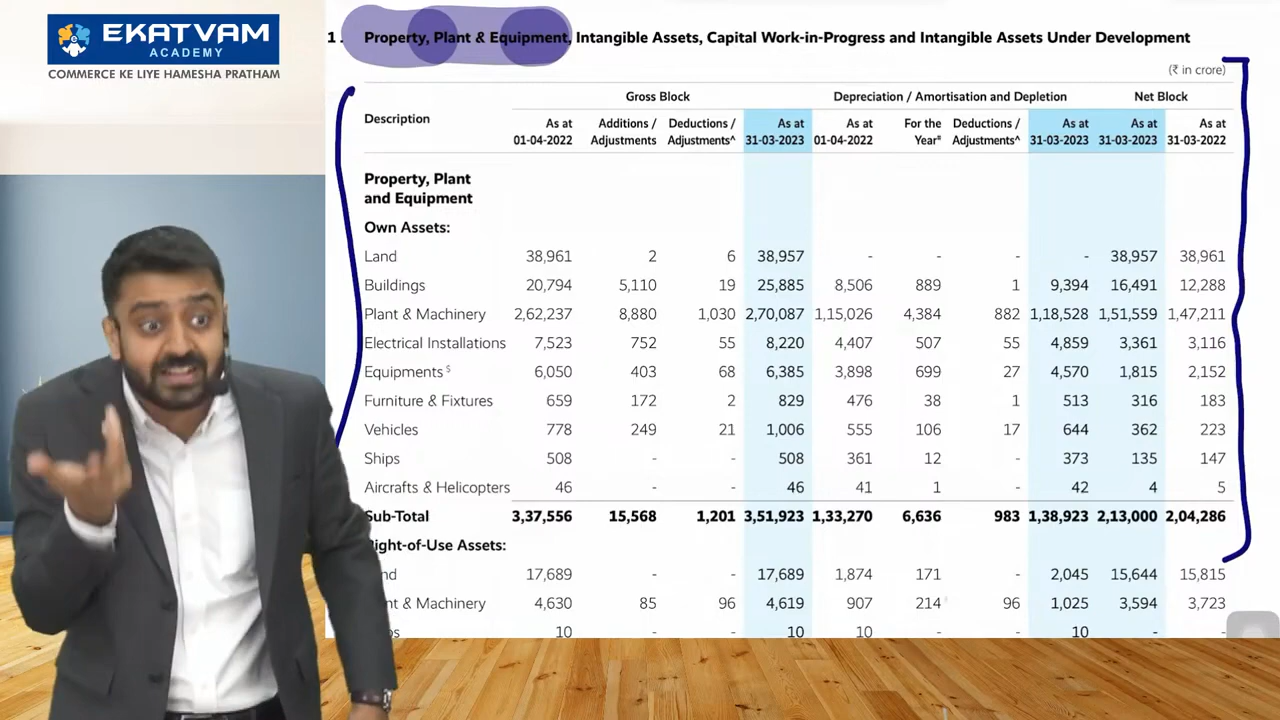 EKATVAM
ACADEMY
COMMERCE KE LIYE HAMESHA PRATHAM
1. Property, Plant & Equipment, Intangible Assets, Capital Work-in-Progress and Intangible Assets Under Development
(₹ in crore)
Gross Block Depreciation / Amortisation and Depletion Net Block
Description
As at Additions / Deductions / As at As at For the Deductions / As at As at As at
01-04-2022 Adjustments Adjustments^ 31-03-2023 01-04-2022 Year# Adjustments^ 31-03-2023 31-03-2023 31-03-2022
Property, Plant
and Equipment
Own Assets:
Land 38,961 2 6 38,957 - - - - 38,957 38,961
Buildings 20,794 5,110 19 25,885 8,506 889 1 9,394 16,491 12,288
Plant & Machinery 2,62,237 8,880 1,030 2,70,087 1,15,026 4,384 882 1,18,528 1,51,559 1,47,211
Electrical Installations 7,523 752 55 8,220 4,407 507 55 4,859 3,361 3,116
Equipments $ 6,050 403 68 6,385 3,898 699 27 4,570 1,815 2,152
Furniture & Fixtures 659 172 2 829 476 38 1 513 316 183
Vehicles 778 249 21 1,006 555 106 17 644 362 223
Ships 508 - - 508 361 12 - 373 135 147
Aircrafts & Helicopters 46 - - 46 41 1 - 42 4 5
Sub-Total 3,37,556 15,568 1,201 3,51,923 1,33,270 6,636 983 1,38,923 2,13,000 2,04,286
Right-of-Use Assets:
17,689 - - 17,689 1,874 171 - 2,045 15,644 15,815
& Machinery 4,630 85 96 4,619 907 214 96 1,025 3,594 3,723
10 - - 10 10 - - 10 - -